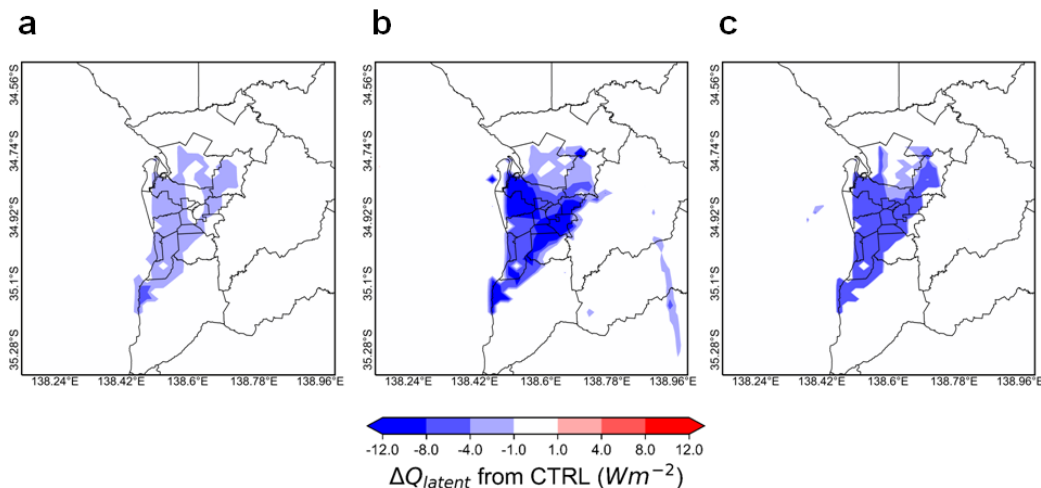 a b c
34.56°S 34.56°S 34.56°S
34.74°S 34.74°S 34.74°S
34.92°S 34.92°S 34.92°S
35.1°S 35.1°S 35.1°S
35.28°S 35.28°S 35.28°S
138.24°E 138.42°E 138.6°E 138.78°E 138.96°E 138.24°E 138.42°E 138.6°E 138.78°E 138.96°E 138.24°E 138.42°E 138.6°E 138.78°E 138.96°E
-12.0 -8.0 -4.0 -1.0 1.0 4.0 8.0 12.0
ΔQlatent from CTRL (Wm−2)